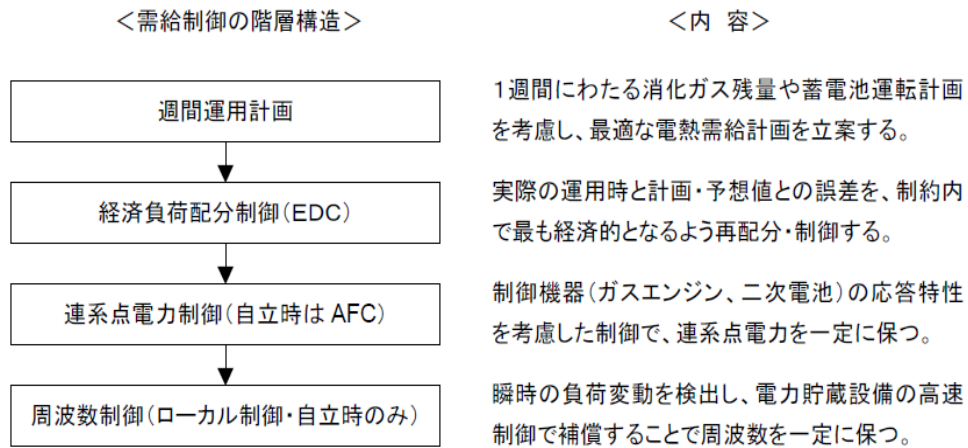 ＜需給制御の階層構造＞
＜内 容＞
週間運用計画
1週間にわたる消化ガス残量や蓄電池運転計画
を考慮し、最適な電熱需給計画を立案する。
経済負荷配分制御(EDC)
実際の運用時と計画・予想値との誤差を、制約内
で最も経済的となるよう再配分・制御する。
連系点電力制御(自立時は AFC)
制御機器(ガスエンジン、二次電池)の応答特性
を考慮した制御で、連系点電力を一定に保つ。
周波数制御(ローカル制御・自立時のみ)
瞬時の負荷変動を検出し、電力貯蔵設備の高速
制御で補償することで周波数を一定に保つ。